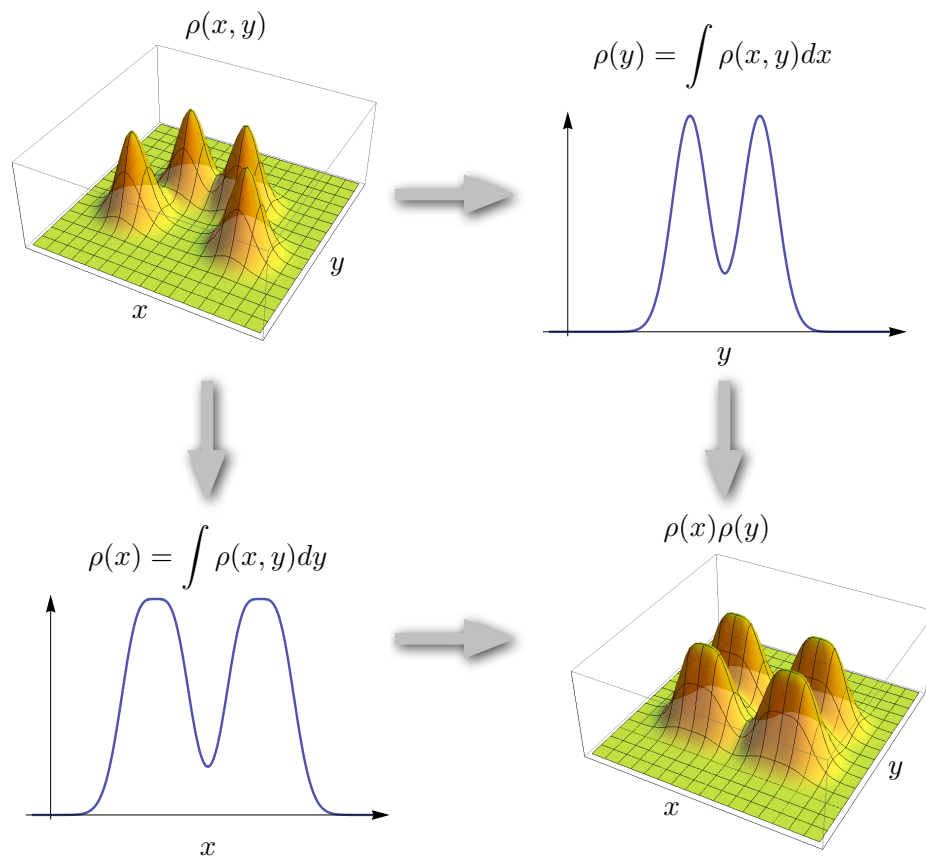 ρ(x, y)
ρ(y) = ∫ ρ(x, y)dx
x
y
y
ρ(x) = ∫ ρ(x, y)dy
ρ(x)ρ(y)
x
x
y